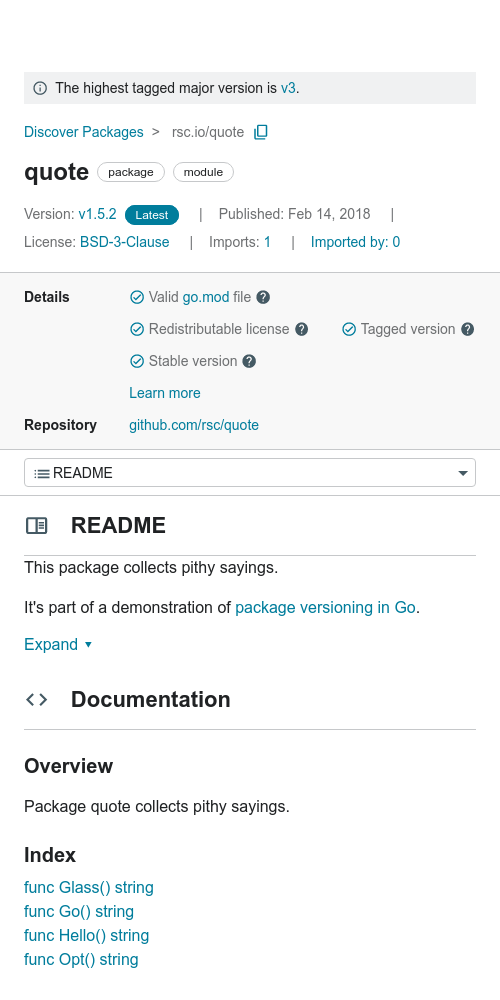 The highest tagged major version is v3.
Discover Packages > rsc.io/quote
quote package module
Version: v1.5.2 Latest | Published: Feb 14, 2018 |
License: BSD-3-Clause | Imports: 1 | Imported by: 0
Details Valid go.mod file
Redistributable license Tagged version
Stable version
Learn more
Repository github.com/rsc/quote
README
README
This package collects pithy sayings.
It's part of a demonstration of package versioning in Go.
Expand ▼
Documentation
Overview
Package quote collects pithy sayings.
Index
func Glass() string
func Go() string
func Hello() string
func Opt() string